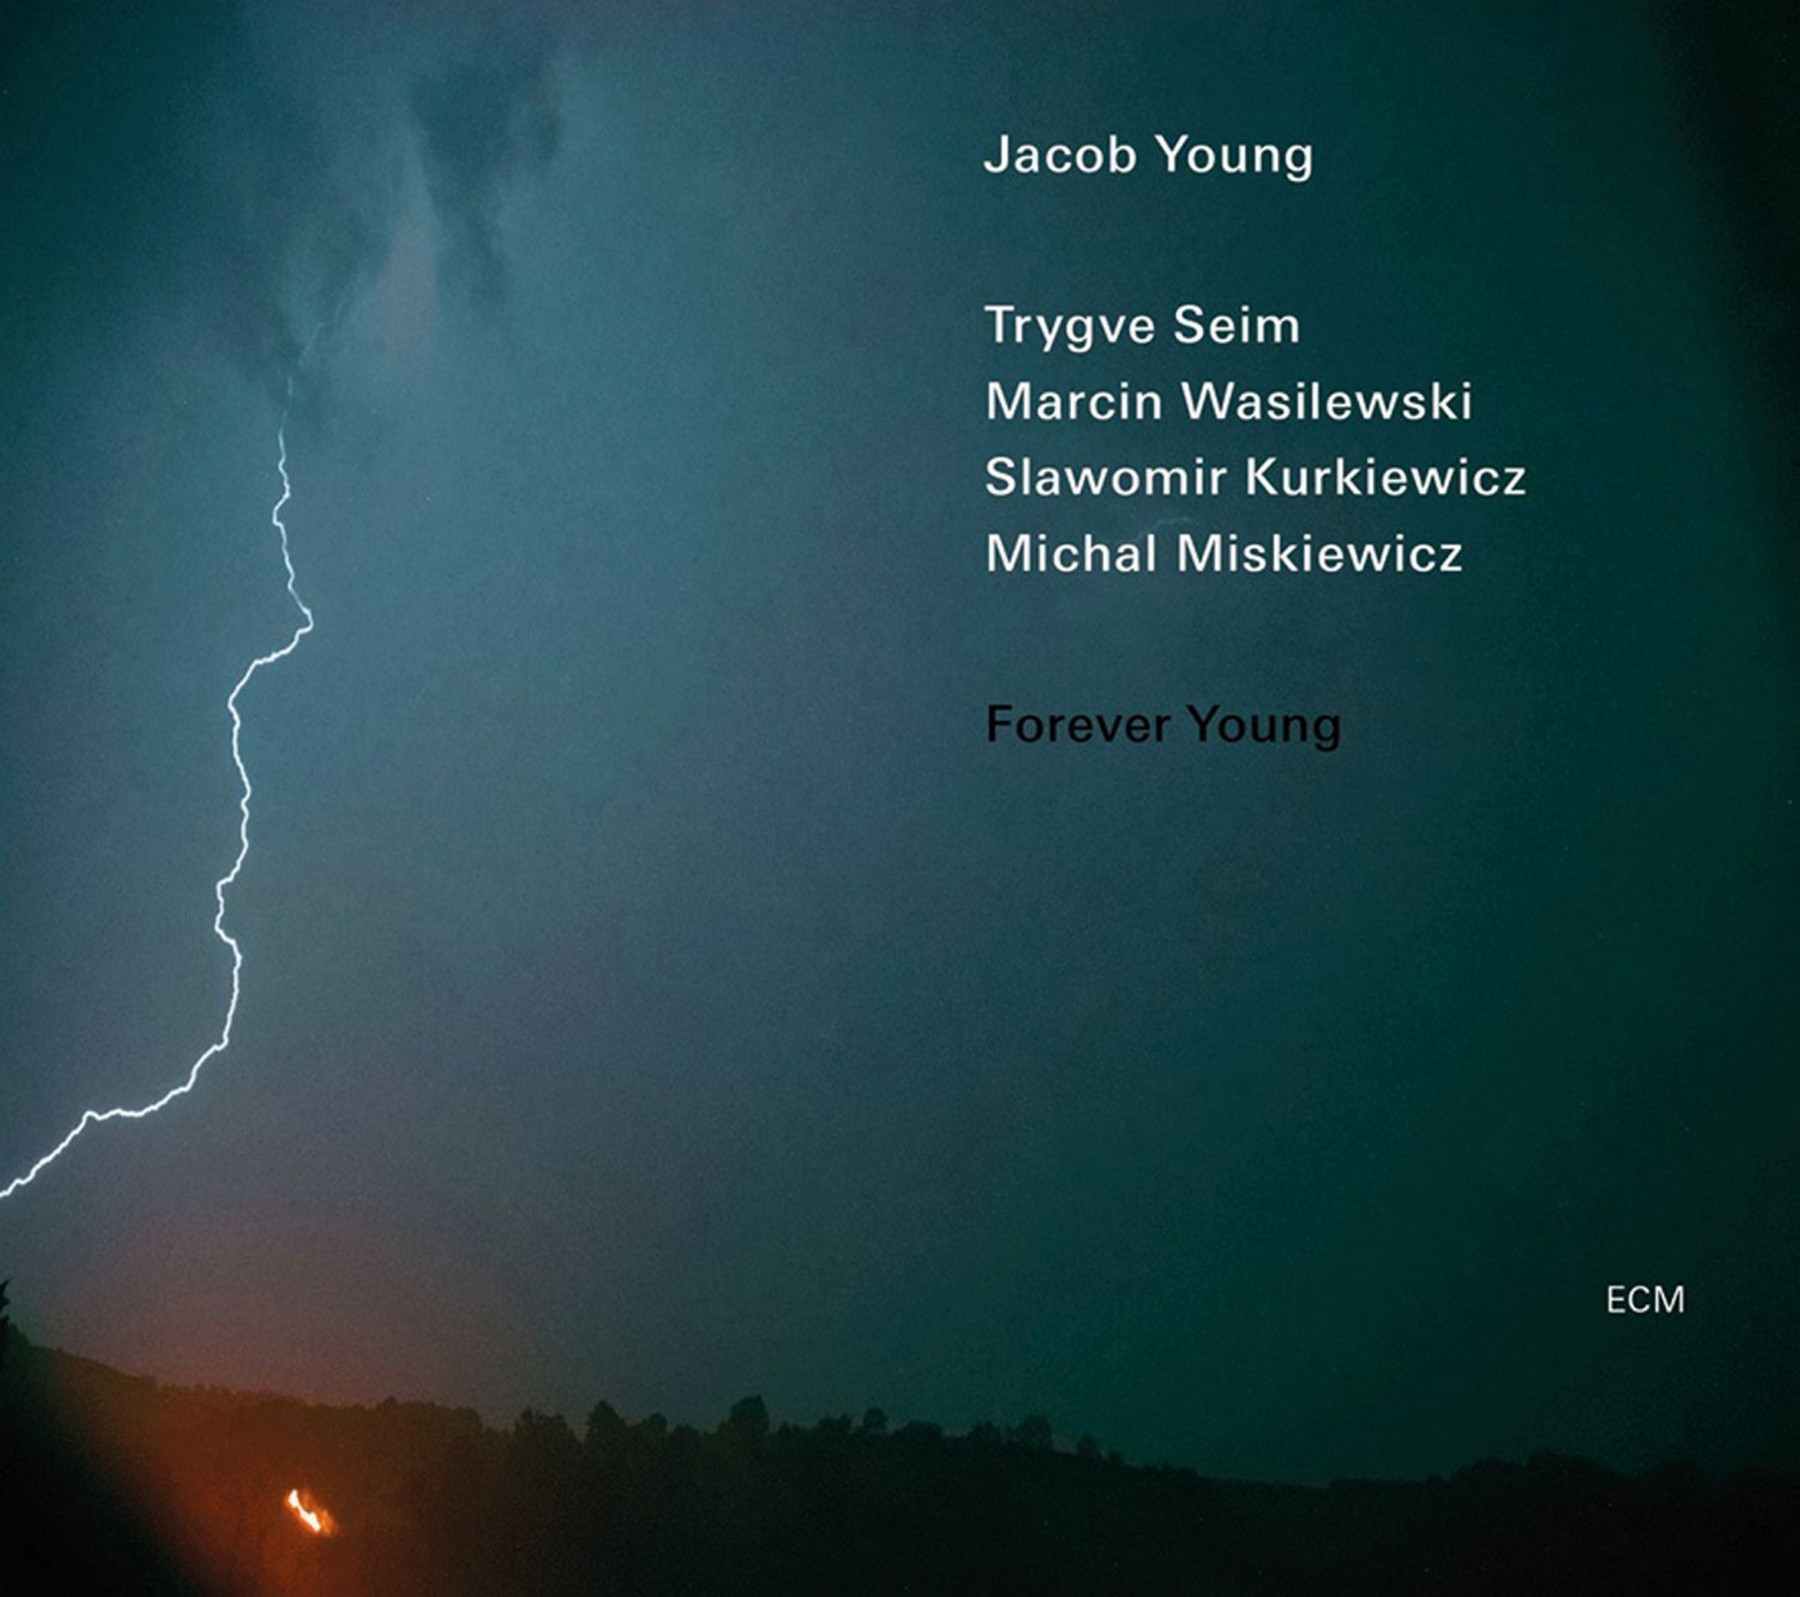 Jacob Young
Trygve Seim
Marcin Wasilewski
Slawomir Kurkiewicz
Michal Miskiewicz
Forever Young
ECM